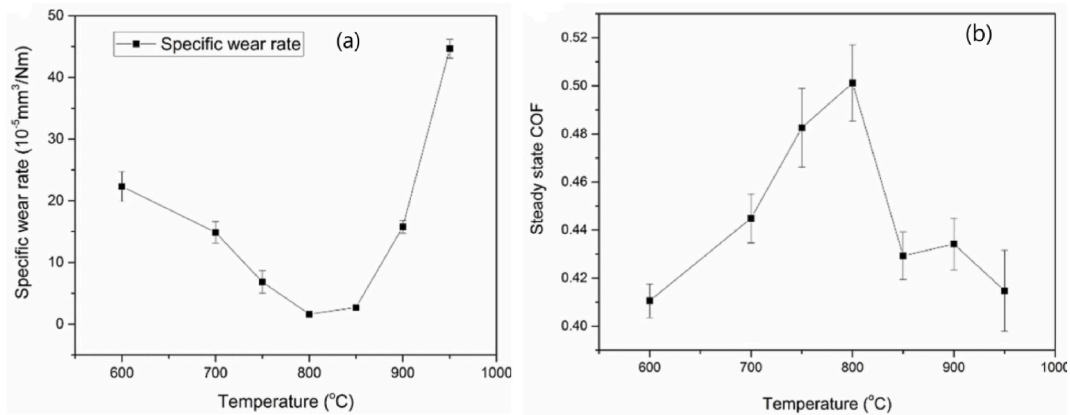 50
40
30
20
10
0
Specific wear rate (10⁻⁵mm³/Nm)
Specific wear rate
(a)
600 700 800 900 1000
Temperature (°C)
0.52
0.50
0.48
0.46
0.44
0.42
0.40
Steady state COF
(b)
600 700 800 900 1000
Temperature (°C)